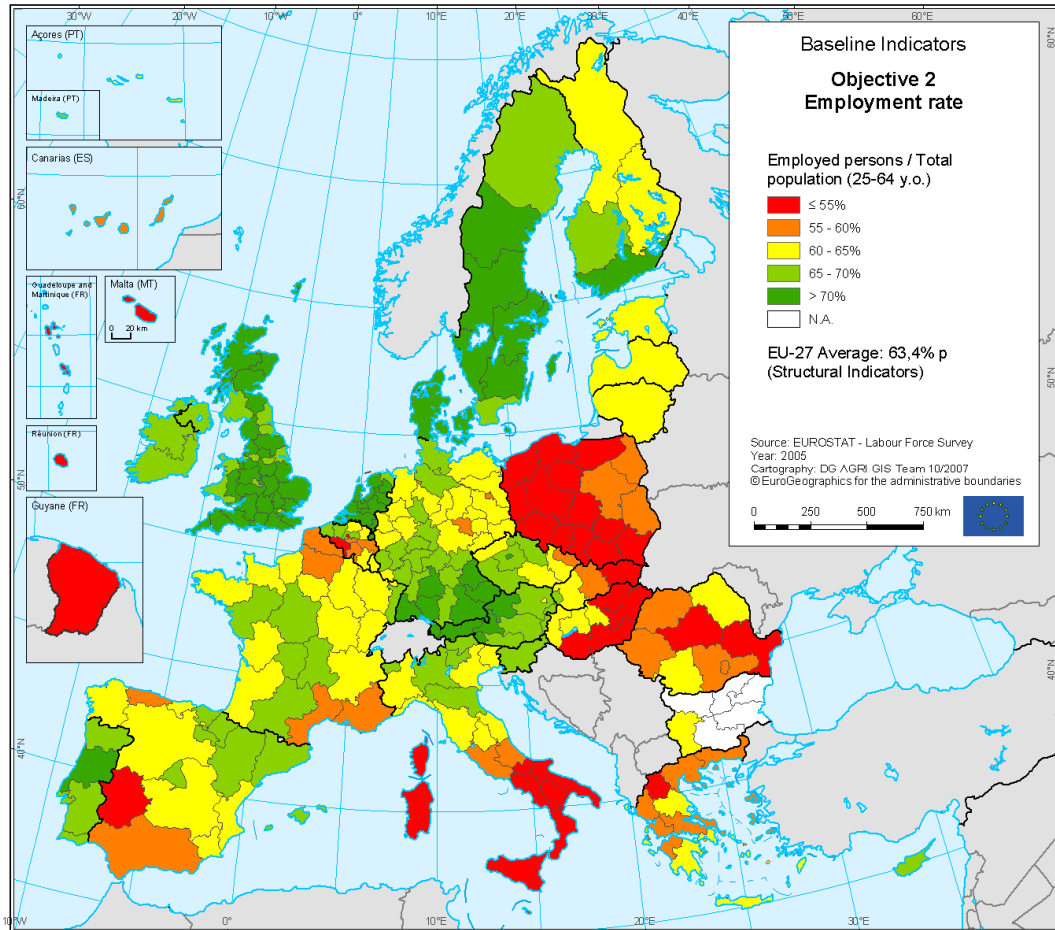 30°W
20°W
10°W
0°
10°E
20°E
30°E
40°E
50°E
60°E
Açores (PT)
Madeira (PT)
Canarias (ES)
Guadeloupe and
Martinique (FR)
Malta (MT)
0 20 km
Réunion (FR)
Guyane (FR)
Baseline Indicators
Objective 2
Employment rate
Employed persons / Total
population (25-64 y.o.)
≤ 55%
55 - 60%
60 - 65%
65 - 70%
> 70%
N.A.
EU-27 Average: 63,4% p
(Structural Indicators)
Source: EUROSTAT - Labour Force Survey
Year: 2005
Cartography: DG AGRI GIS Team 10/2007
© EuroGeographics for the administrative boundaries
0 250 500 750 km
60°N
50°N
40°N
60°N
50°N
40°N
10°W
0°
10°E
20°E
30°E